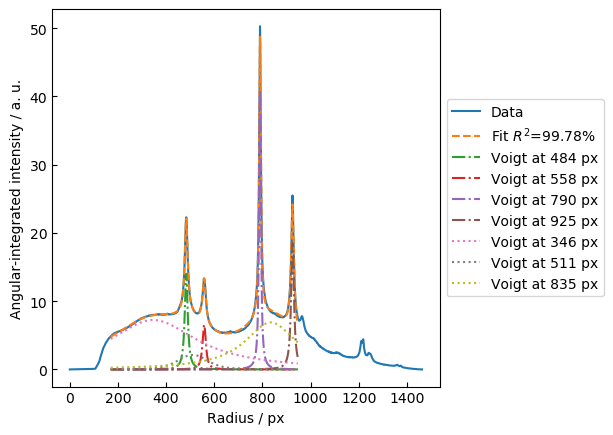 50
40
30
20
10
0
Angular-integrated intensity / a. u.
0 200 400 600 800 1000 1200 1400
Radius / px
Data
Fit R²=99.78%
Voigt at 484 px
Voigt at 558 px
Voigt at 790 px
Voigt at 925 px
Voigt at 346 px
Voigt at 511 px
Voigt at 835 px